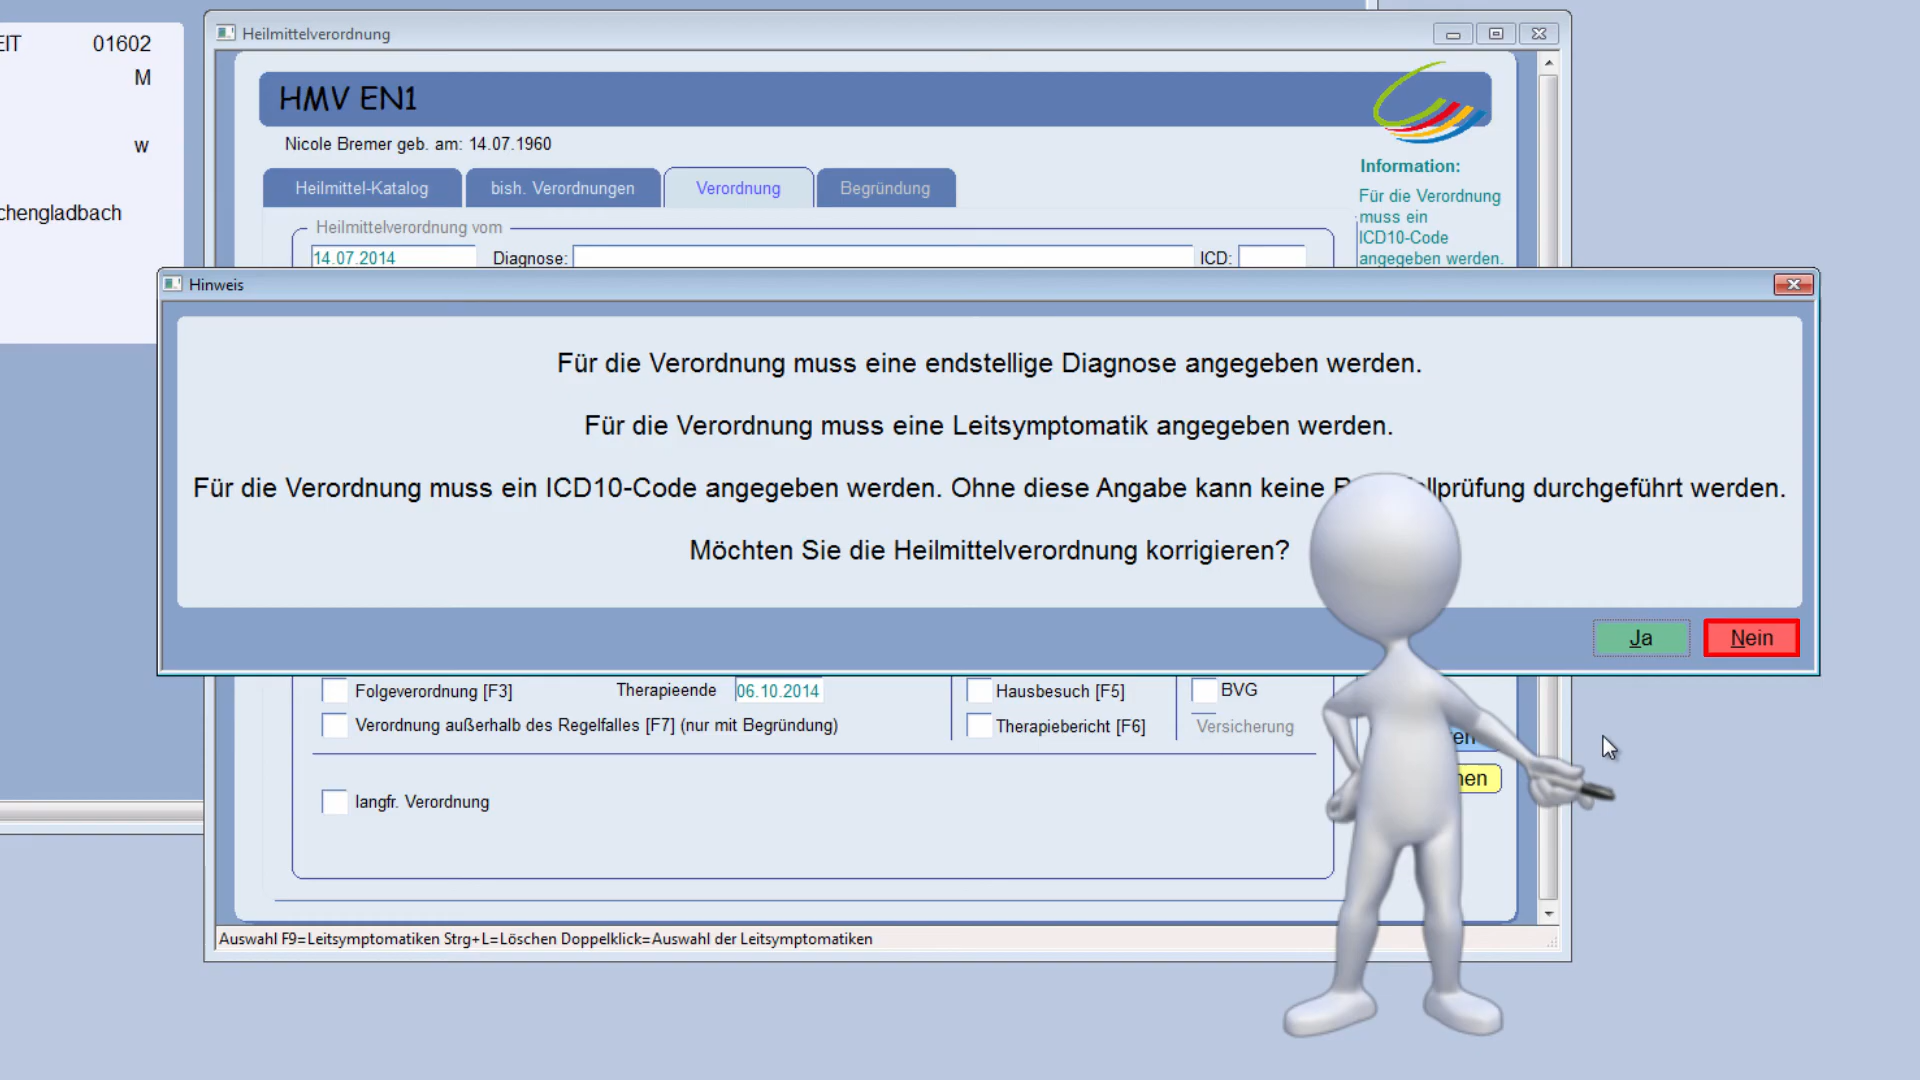 EIT 01602
M
w
chengladbach
Heilmittelverordnung
HMV EN1
Nicole Bremer geb. am: 14.07.1960
Heilmittel-Katalog bish. Verordnungen Verordnung Begründung
Information:
Für die Verordnung
muss ein
ICD10-Code
angegeben werden.
Heilmittelverordnung vom
14.07.2014 Diagnose: ICD:
Hinweis
Für die Verordnung muss eine endstellige Diagnose angegeben werden.
Für die Verordnung muss eine Leitsymptomatik angegeben werden.
Für die Verordnung muss ein ICD10-Code angegeben werden. Ohne diese Angabe kann keine durchgeführt werden.
Möchten Sie die Heilmittelverordnung korrigieren?
Ja Nein
Folgeverordnung [F3] Therapieende 06.10.2014 Hausbesuch [F5] BVG
Verordnung außerhalb des Regelfalles [F7] (nur mit Begründung) Therapiebericht [F6] Versicherung
langfr. Verordnung
Auswahl F9=Leitsymptomatiken Strg+L=Löschen Doppelklick=Auswahl der Leitsymptomatiken